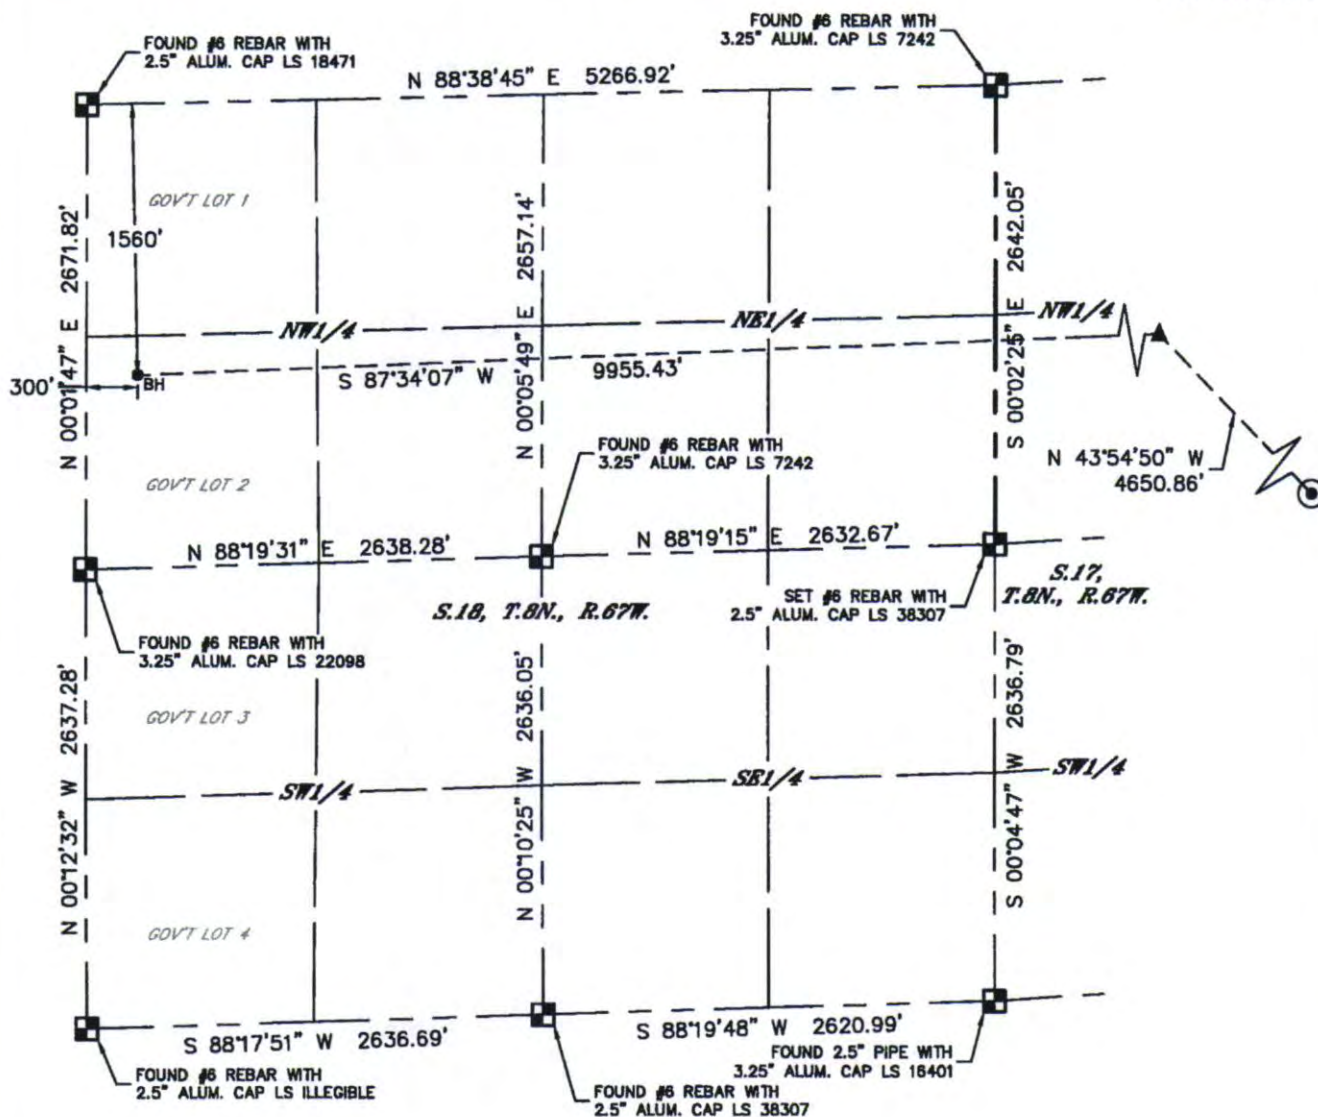 FOUND #6 REBAR WITH
2.5" ALUM. CAP LS 18471
FOUND #6 REBAR WITH
3.25" ALUM. CAP LS 7242
N 88°38'45" E 5266.92'
GOV'T LOT 1
1560'
N 00°01'47" E 2671.82'
N 00°05'49" E 2657.14'
S 00°02'25" E 2642.05'
NW1/4
NE1/4
NW1/4
300'
BH
S 87°34'07" W 9955.43'
N 43°54'50" W
4650.86'
FOUND #6 REBAR WITH
3.25" ALUM. CAP LS 7242
GOV'T LOT 2
N 88°19'31" E 2638.28'
N 88°19'15" E 2632.67'
S.18, T.8N., R.67W.
SET #6 REBAR WITH
2.5" ALUM. CAP LS 38307
S.17,
T.8N., R.67W.
FOUND #6 REBAR WITH
3.25" ALUM. CAP LS 22098
GOV'T LOT 3
N 00°12'32" W 2637.28'
N 00°10'25" W 2636.05'
S 00°04'47" W 2636.79'
SW1/4
SE1/4
SW1/4
GOV'T LOT 4
S 88°17'51" W 2636.69'
S 88°19'48" W 2620.99'
FOUND 2.5" PIPE WITH
3.25" ALUM. CAP LS 16401
FOUND #6 REBAR WITH
2.5" ALUM. CAP LS ILLEGIBLE
FOUND #6 REBAR WITH
2.5" ALUM. CAP LS 38307